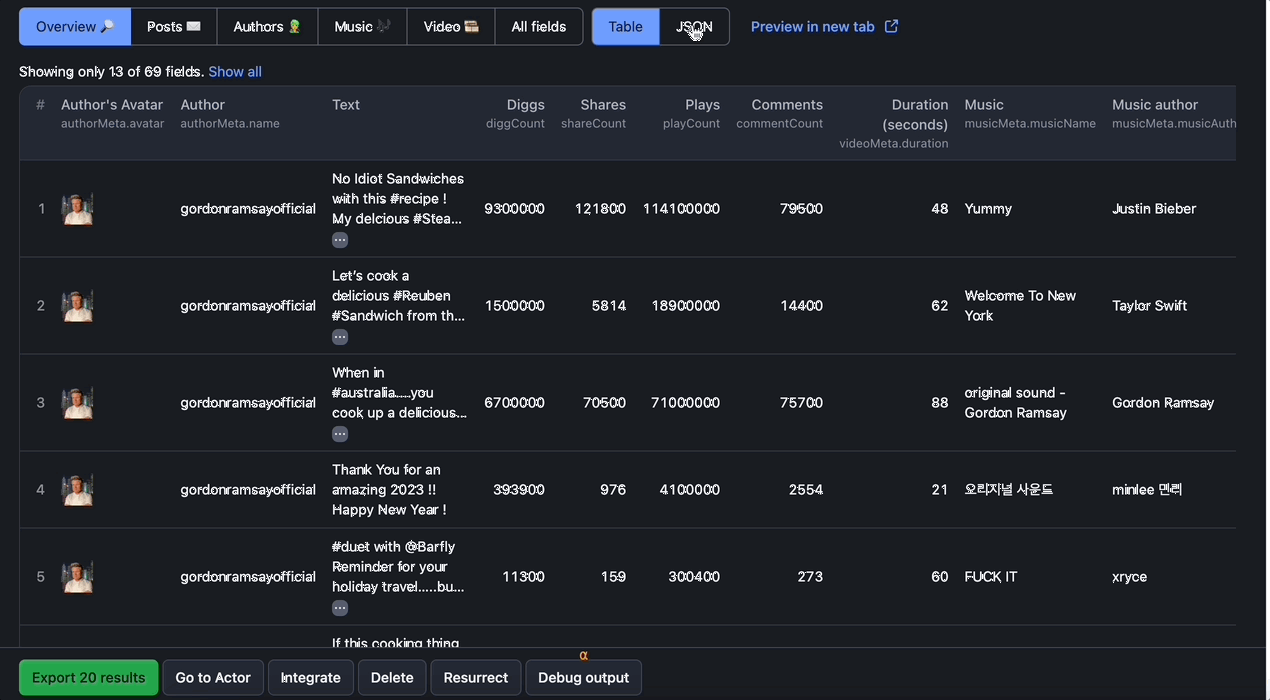 Overview 🔎 Posts ✉️ Authors 🧟 Music 🎶 Video 📼 All fields Table JSON Preview in new tab
Showing only 13 of 69 fields. Show all
# Author's Avatar Author Text Diggs Shares Plays Comments Duration Music Music author
authorMeta.avatar authorMeta.name diggCount shareCount playCount commentCount (seconds) musicMeta.musicName musicMeta.musicAuth
videoMeta.duration
No Idiot Sandwiches
with this #recipe !
1 gordonramsayofficial My delcious #Stea... 9300000 121800 114100000 79500 48 Yummy Justin Bieber
...
Let's cook a
delicious #Reuben
2 gordonramsayofficial #Sandwich from th... 1500000 5814 18900000 14400 62 Welcome To New York Taylor Swift
...
When in
#australia.....you
3 gordonramsayofficial cook up a delicious... 6700000 70500 71000000 75700 88 original sound - Gordon Ramsay Gordon Ramsay
...
Thank You for an
4 gordonramsayofficial amazing 2023 !! 393900 976 4100000 2554 21 오리지널 사운드 minlee 민리
Happy New Year !
#duet with @Barfly
Reminder for your
5 gordonramsayofficial holiday travel.....bu... 11300 159 300400 273 60 FUCK IT xryce
...
If this cooking thing
α
Export 20 results Go to Actor Integrate Delete Resurrect Debug output